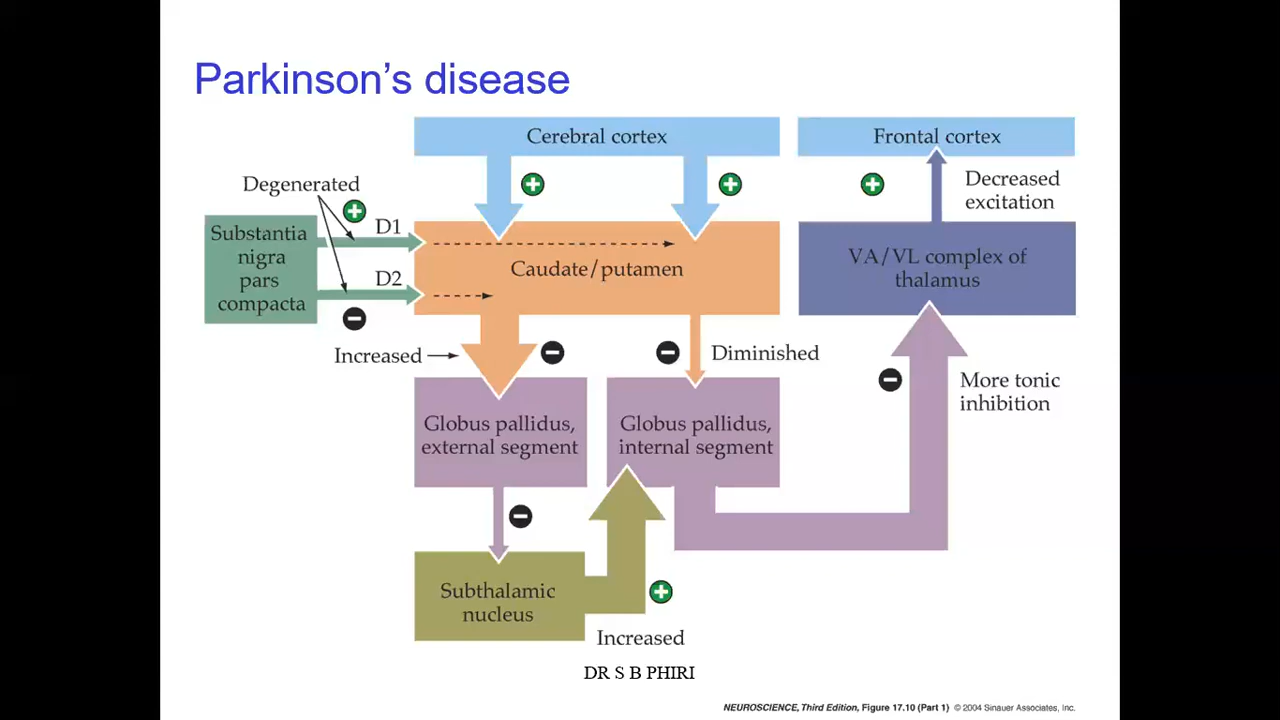 Parkinson's disease
Cerebral cortex
Frontal cortex
Degenerated
Decreased
excitation
D1
D2
Substantia
nigra
pars
compacta
Caudate/putamen
VA/VL complex of
thalamus
Increased
Diminished
More tonic
inhibition
Globus pallidus,
external segment
Globus pallidus,
internal segment
Subthalamic
nucleus
Increased
DR S B PHIRI
NEUROSCIENCE, Third Edition, Figure 17.10 (Part 1) © 2004 Sinauer Associates, Inc.